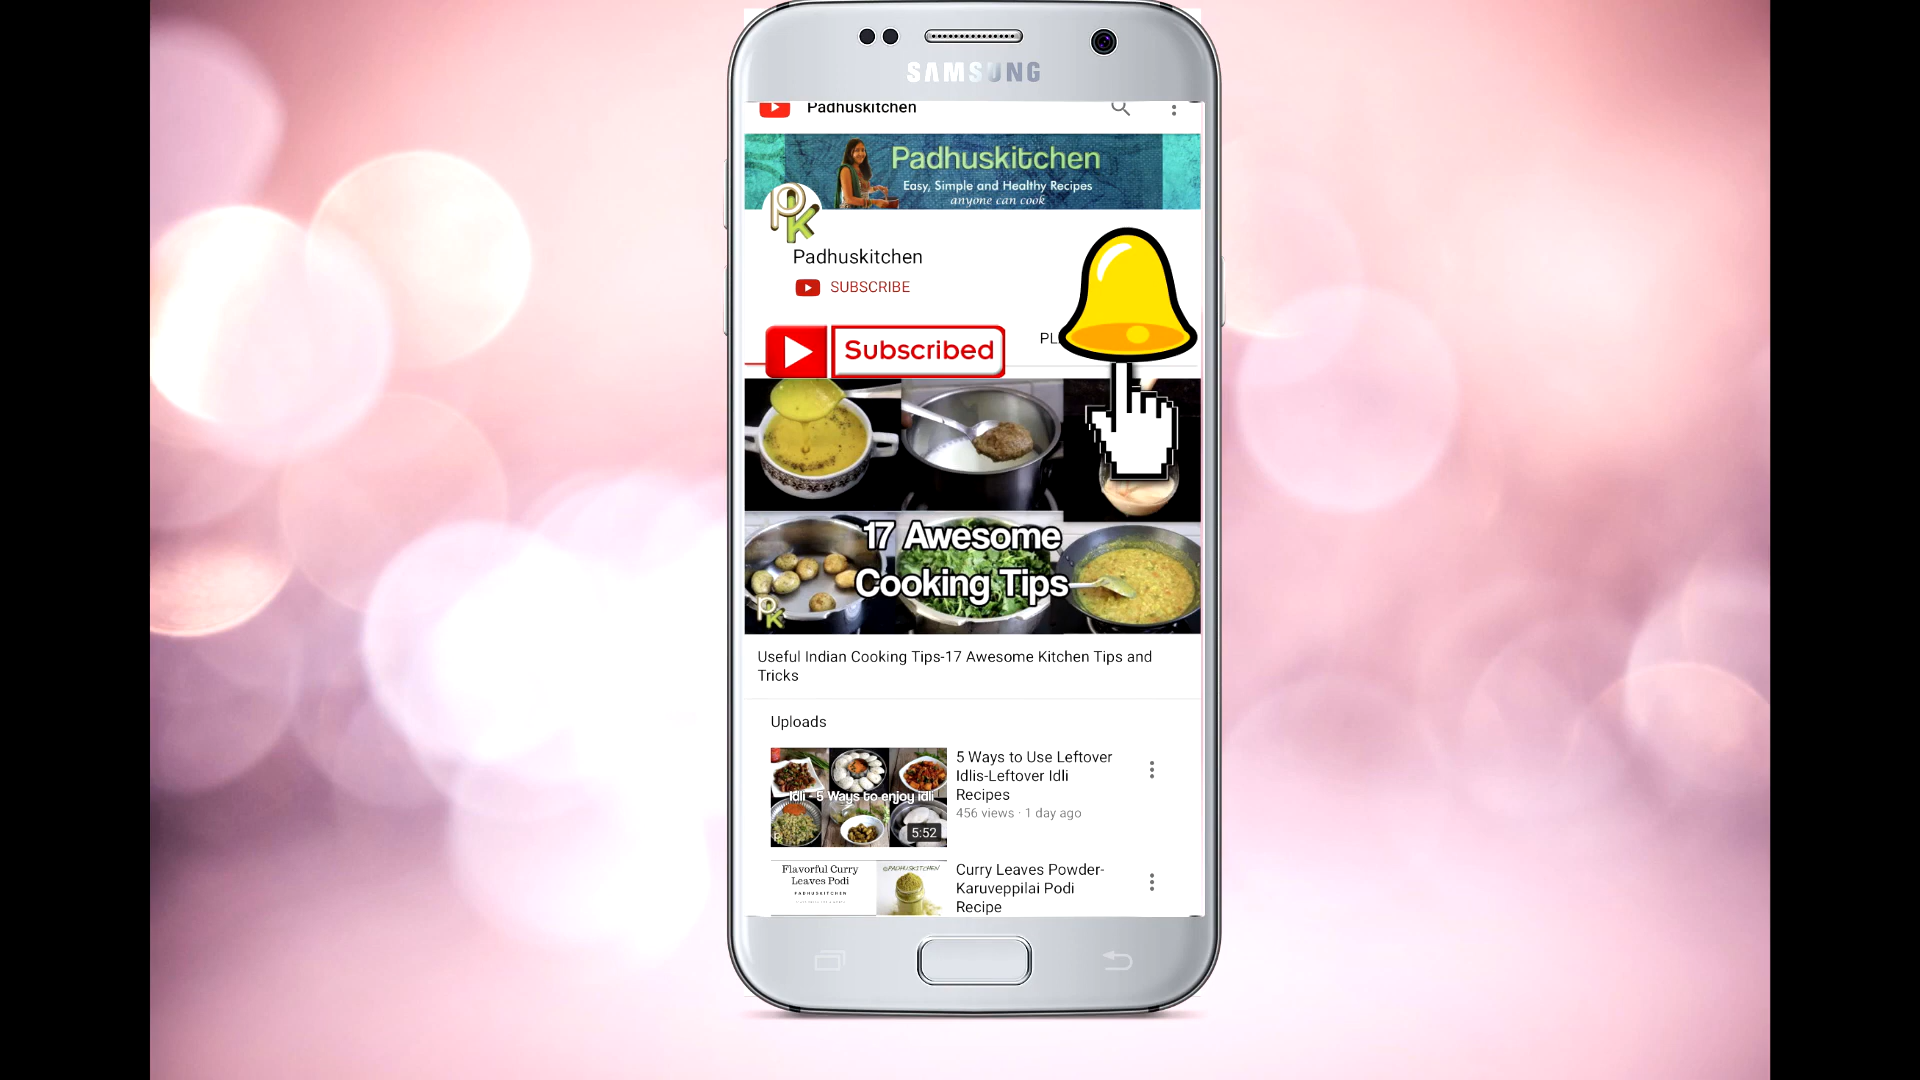 SAMSUNG
Padhuskitchen
Padhuskitchen
Easy, Simple and Healthy Recipes
anyone can cook
PK
Padhuskitchen
SUBSCRIBE
PL
Subscribed
17 Awesome
Cooking Tips
PK
Useful Indian Cooking Tips-17 Awesome Kitchen Tips and
Tricks
Uploads
5 Ways to Use Leftover
Idlis-Leftover Idli
Recipes
456 views · 1 day ago
Idli - 5 Ways to enjoy idli
5:52
Flavorful Curry
Leaves Podi
PADHUSKITCHEN
@PADHUSKITCHEN
Curry Leaves Powder-
Karuveppilai Podi
Recipe